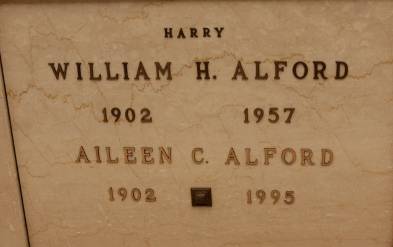 HARRY
WILLIAM H. ALFORD
1902 1957
AILEEN C. ALFORD
1902 1995